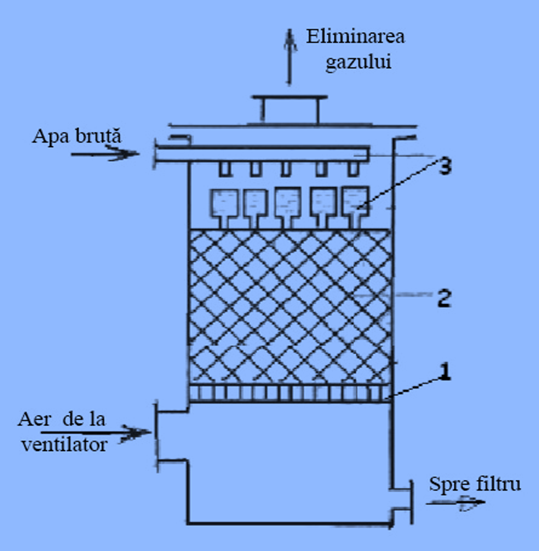 Eliminarea
gazului
Apa brută
3
2
1
Aer de la
ventilator
Spre filtru